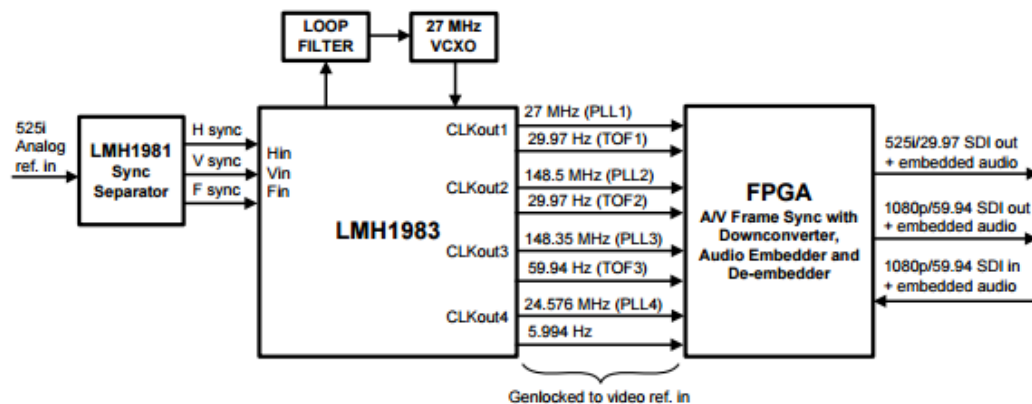 LOOP
FILTER
27 MHz
VCXO
525i
Analog
ref. in
LMH1981
Sync
Separator
H sync
V sync
F sync
Hin
Vin
Fin
LMH1983
CLKout1
CLKout2
CLKout3
CLKout4
27 MHz (PLL1)
29.97 Hz (TOF1)
148.5 MHz (PLL2)
29.97 Hz (TOF2)
148.35 MHz (PLL3)
59.94 Hz (TOF3)
24.576 MHz (PLL4)
5.994 Hz
Genlocked to video ref. in
FPGA
A/V Frame Sync with
Downconverter,
Audio Embedder and
De-embedder
525i/29.97 SDI out
+ embedded audio
1080p/59.94 SDI out
+ embedded audio
1080p/59.94 SDI in
+ embedded audio